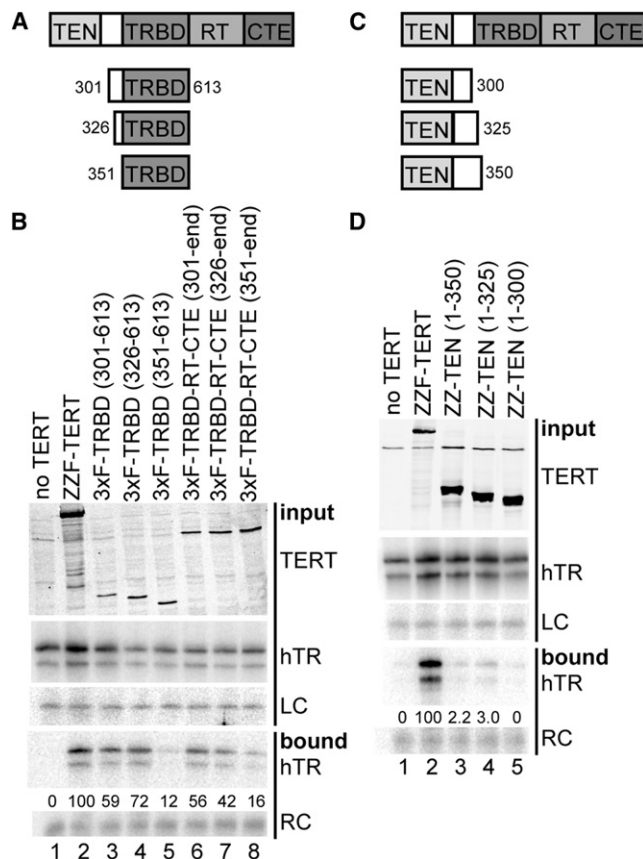 A
TEN TRBD RT CTE
301 TRBD 613
326 TRBD
351 TRBD
B
no TERT
ZZF-TERT
3xF-TRBD (301-613)
3xF-TRBD (326-613)
3xF-TRBD (351-613)
3xF-TRBD-RT-CTE (301-end)
3xF-TRBD-RT-CTE (326-end)
3xF-TRBD-RT-CTE (351-end)
input
TERT
hTR
LC
bound
hTR
0 100 59 72 12 56 42 16
RC
1 2 3 4 5 6 7 8
C
TEN TRBD RT CTE
TEN 300
TEN 325
TEN 350
D
no TERT
ZZF-TERT
ZZ-TEN (1-350)
ZZ-TEN (1-325)
ZZ-TEN (1-300)
input
TERT
hTR
LC
bound
hTR
0 100 2.2 3.0 0
RC
1 2 3 4 5